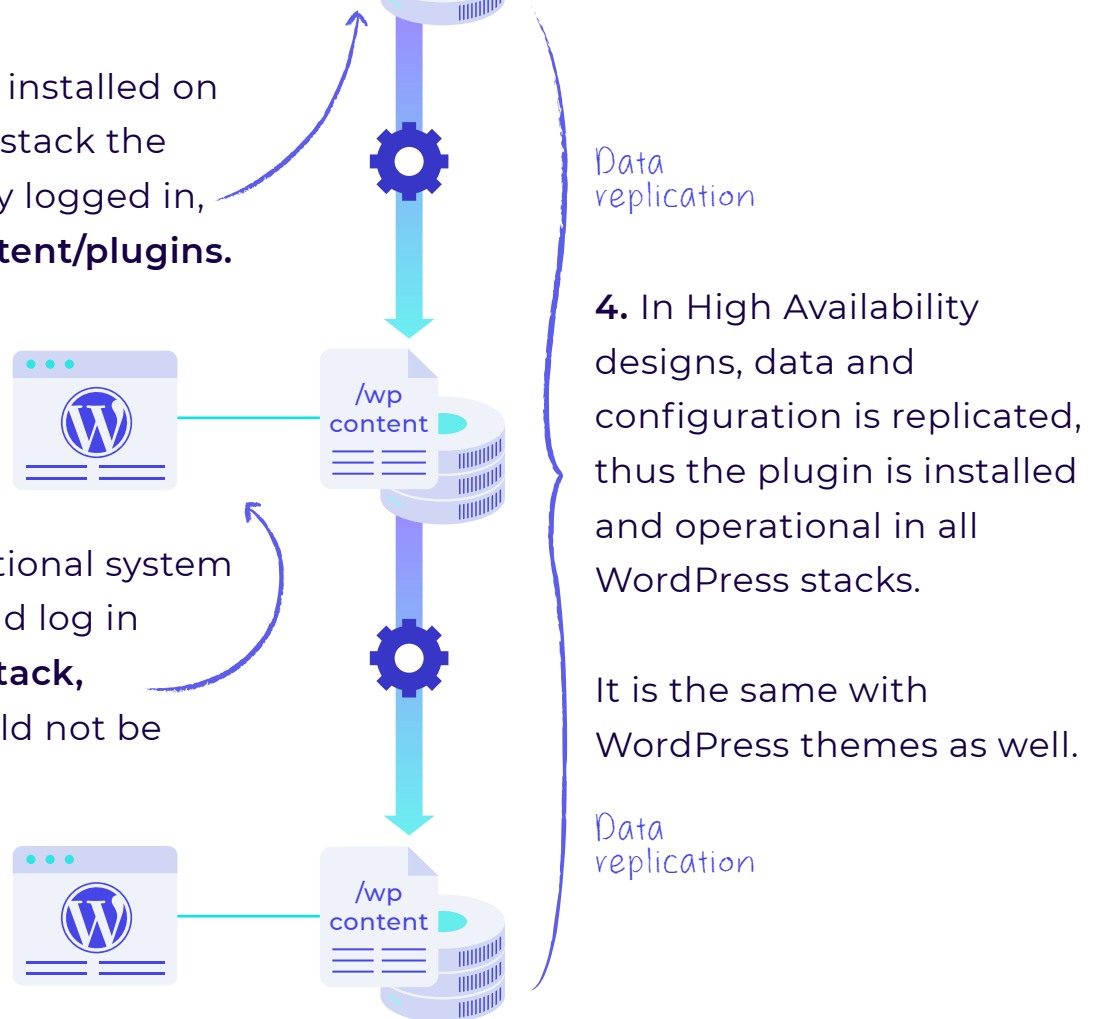 installed on
stack the
y logged in,
tent/plugins.
Data
replication
4. In High Availability
designs, data and
configuration is replicated,
thus the plugin is installed
and operational in all
WordPress stacks.
/wp
content
tional system
d log in
tack,
ld not be
It is the same with
WordPress themes as well.
Data
replication
/wp
content